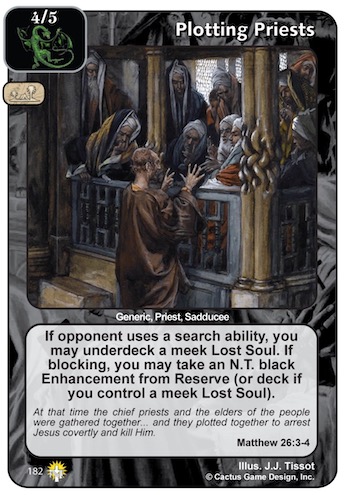 4/5
Plotting Priests
Generic, Priest, Sadducee
If opponent uses a search ability, you
may underdeck a meek Lost Soul. If
blocking, you may take an N.T. black
Enhancement from Reserve (or deck if
you control a meek Lost Soul).
At that time the chief priests and the elders of the people
were gathered together... and they plotted together to arrest
Jesus covertly and kill Him.
Matthew 26:3-4
Illus. J.J. Tissot
182
© Cactus Game Design, Inc.